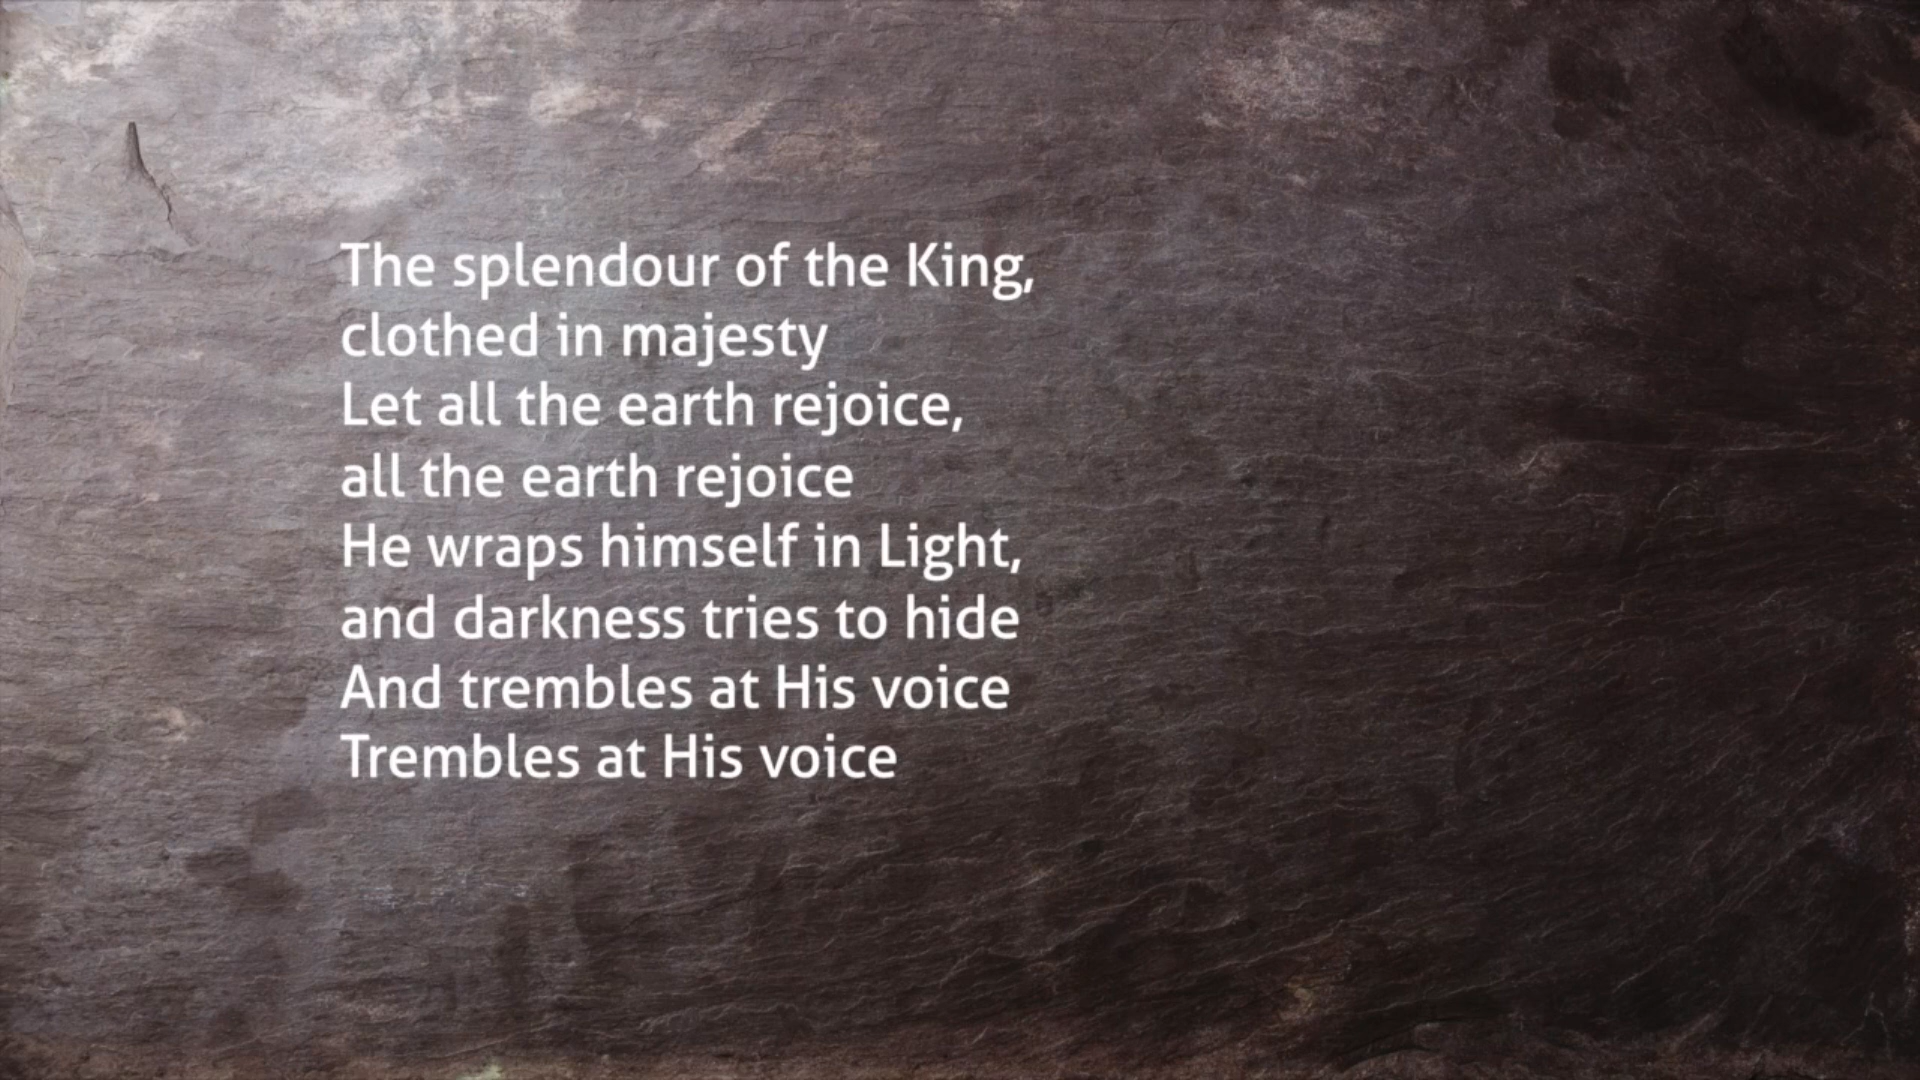 The splendour of the King,
clothed in majesty
Let all the earth rejoice,
all the earth rejoice
He wraps himself in Light,
and darkness tries to hide
And trembles at His voice
Trembles at His voice